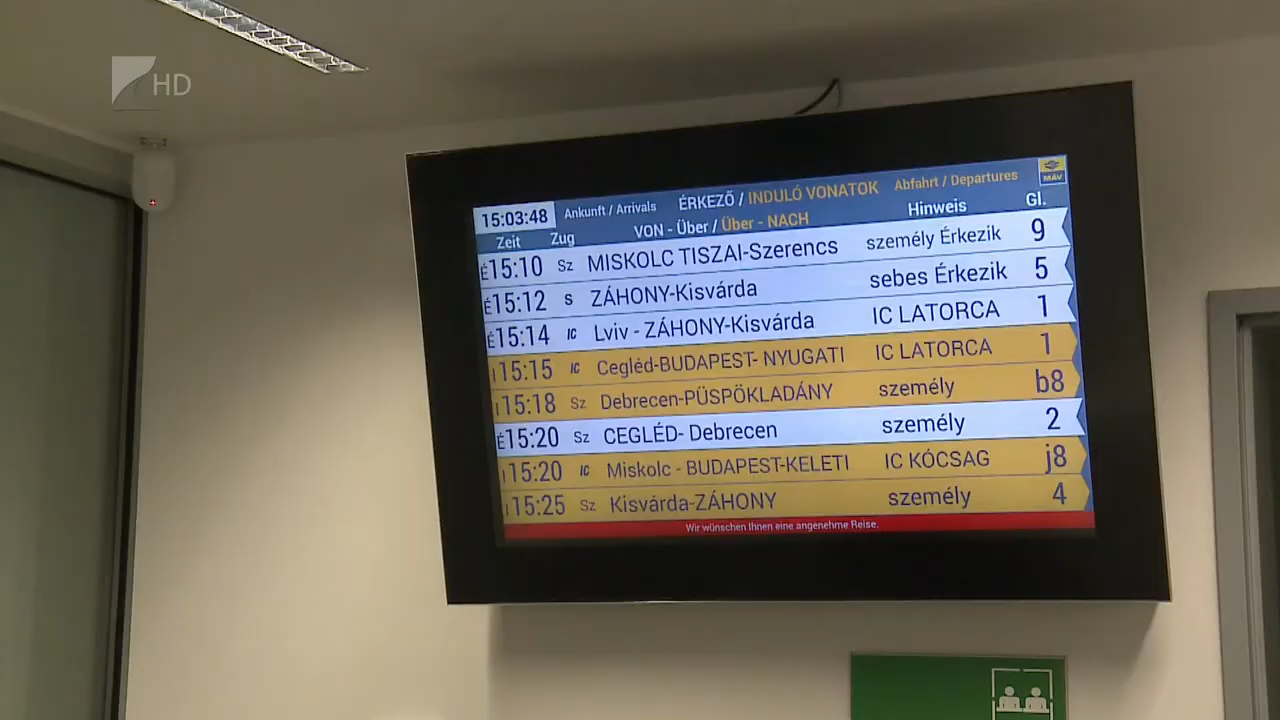 HD
15:03:48 Ankunft / Arrivals ÉRKEZŐ / INDULÓ VONATOK Abfahrt / Departures MÁV
Zeit Zug VON - Über / Über - NACH Hinweis Gl.
É15:10 Sz MISKOLC TISZAI-Szerencs személy Érkezik 9
É15:12 S ZÁHONY-Kisvárda sebes Érkezik 5
É15:14 IC Lviv - ZÁHONY-Kisvárda IC LATORCA 1
I15:15 IC Cegléd-BUDAPEST- NYUGATI IC LATORCA 1
I15:18 Sz Debrecen-PÜSPÖKLADÁNY személy b8
É15:20 Sz CEGLÉD- Debrecen személy 2
I15:20 IC Miskolc - BUDAPEST-KELETI IC KÓCSAG j8
I15:25 Sz Kisvárda-ZÁHONY személy 4
Wir wünschen Ihnen eine angenehme Reise.